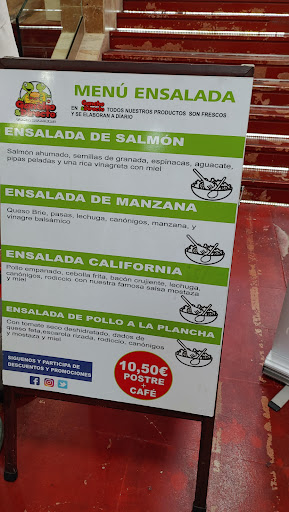 MENÚ ENSALADA
EN TODOS NUESTROS PRODUCTOS SON FRESCOS
Y SE ELABORAN A DIARIO
ENSALADA DE SALMÓN
Salmón ahumado, semillas de granada, espinacas, aguacate,
pipas peladas y una rica vinagreta con miel
ENSALADA DE MANZANA
Queso Brie, pasas, lechuga, canónigos, manzana, y
vinagre balsámico
ENSALADA CALIFORNIA
Pollo empanado, cebolla frita, bacón crujiente, lechuga,
canónigos, rodocío con nuestra famosa salsa mostaza
y miel
ENSALADA DE POLLO A LA PLANCHA
Con tomate seco deshidratado, dados de
queso feta,escarola rizada, rodocío, canónigos
y mostaza y miel
SIGUENOS Y PARTICIPA DE
DESCUENTOS Y PROMOCIONES
10,50€
POSTRE
+
CAFÉ